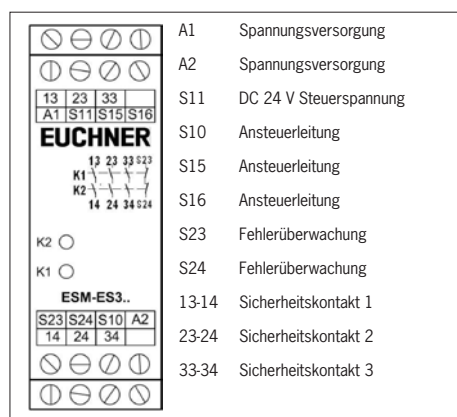 13 23 33
A1 S11 S15 S16
EUCHNER
13 23 33 S23
K1
K2
14 24 34 S24
K2
K1
ESM-ES3..
S23 S24 S10 A2
14 24 34
A1 Spannungsversorgung
A2 Spannungsversorgung
S11 DC 24 V Steuerspannung
S10 Ansteuerleitung
S15 Ansteuerleitung
S16 Ansteuerleitung
S23 Fehlerüberwachung
S24 Fehlerüberwachung
13-14 Sicherheitskontakt 1
23-24 Sicherheitskontakt 2
33-34 Sicherheitskontakt 3